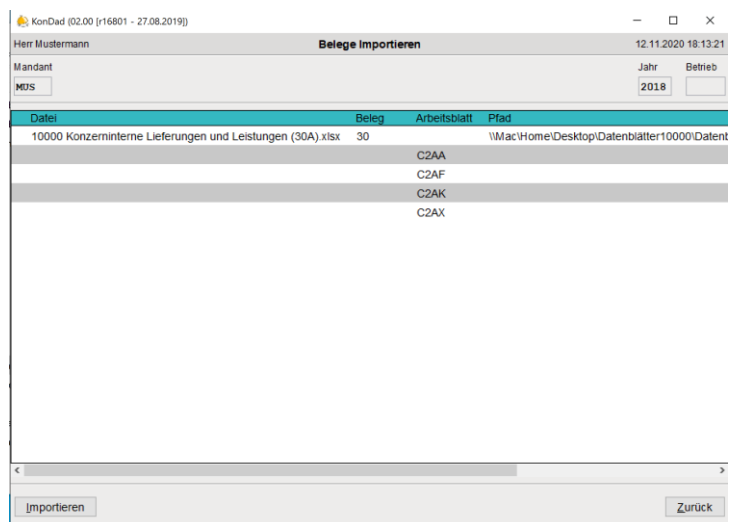 KonDad (02.00 [r16801 - 27.08.2019])
Herr Mustermann Belege Importieren 12.11.2020 18:13:21
Mandant Jahr Betrieb
MUS 2018
Datei Beleg Arbeitsblatt Pfad
10000 Konzerninterne Lieferungen und Leistungen (30A).xlsx 30 \\Mac\Home\Desktop\Datenblätter10000\Datenb
C2AA
C2AF
C2AK
C2AX
Importieren Zurück